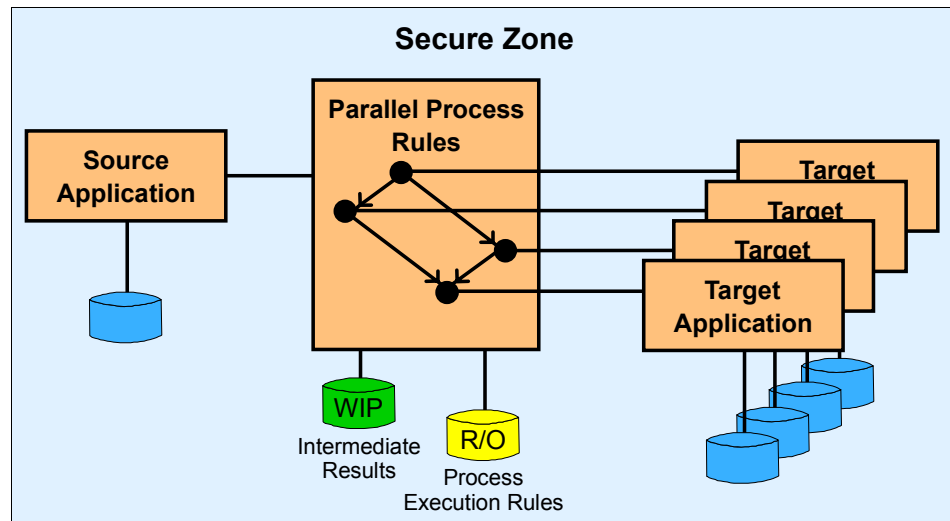 Secure Zone
Parallel Process
Rules
Source
Application
Target
Target
Target
Target
Application
WIP
Intermediate
Results
R/O
Process
Execution Rules